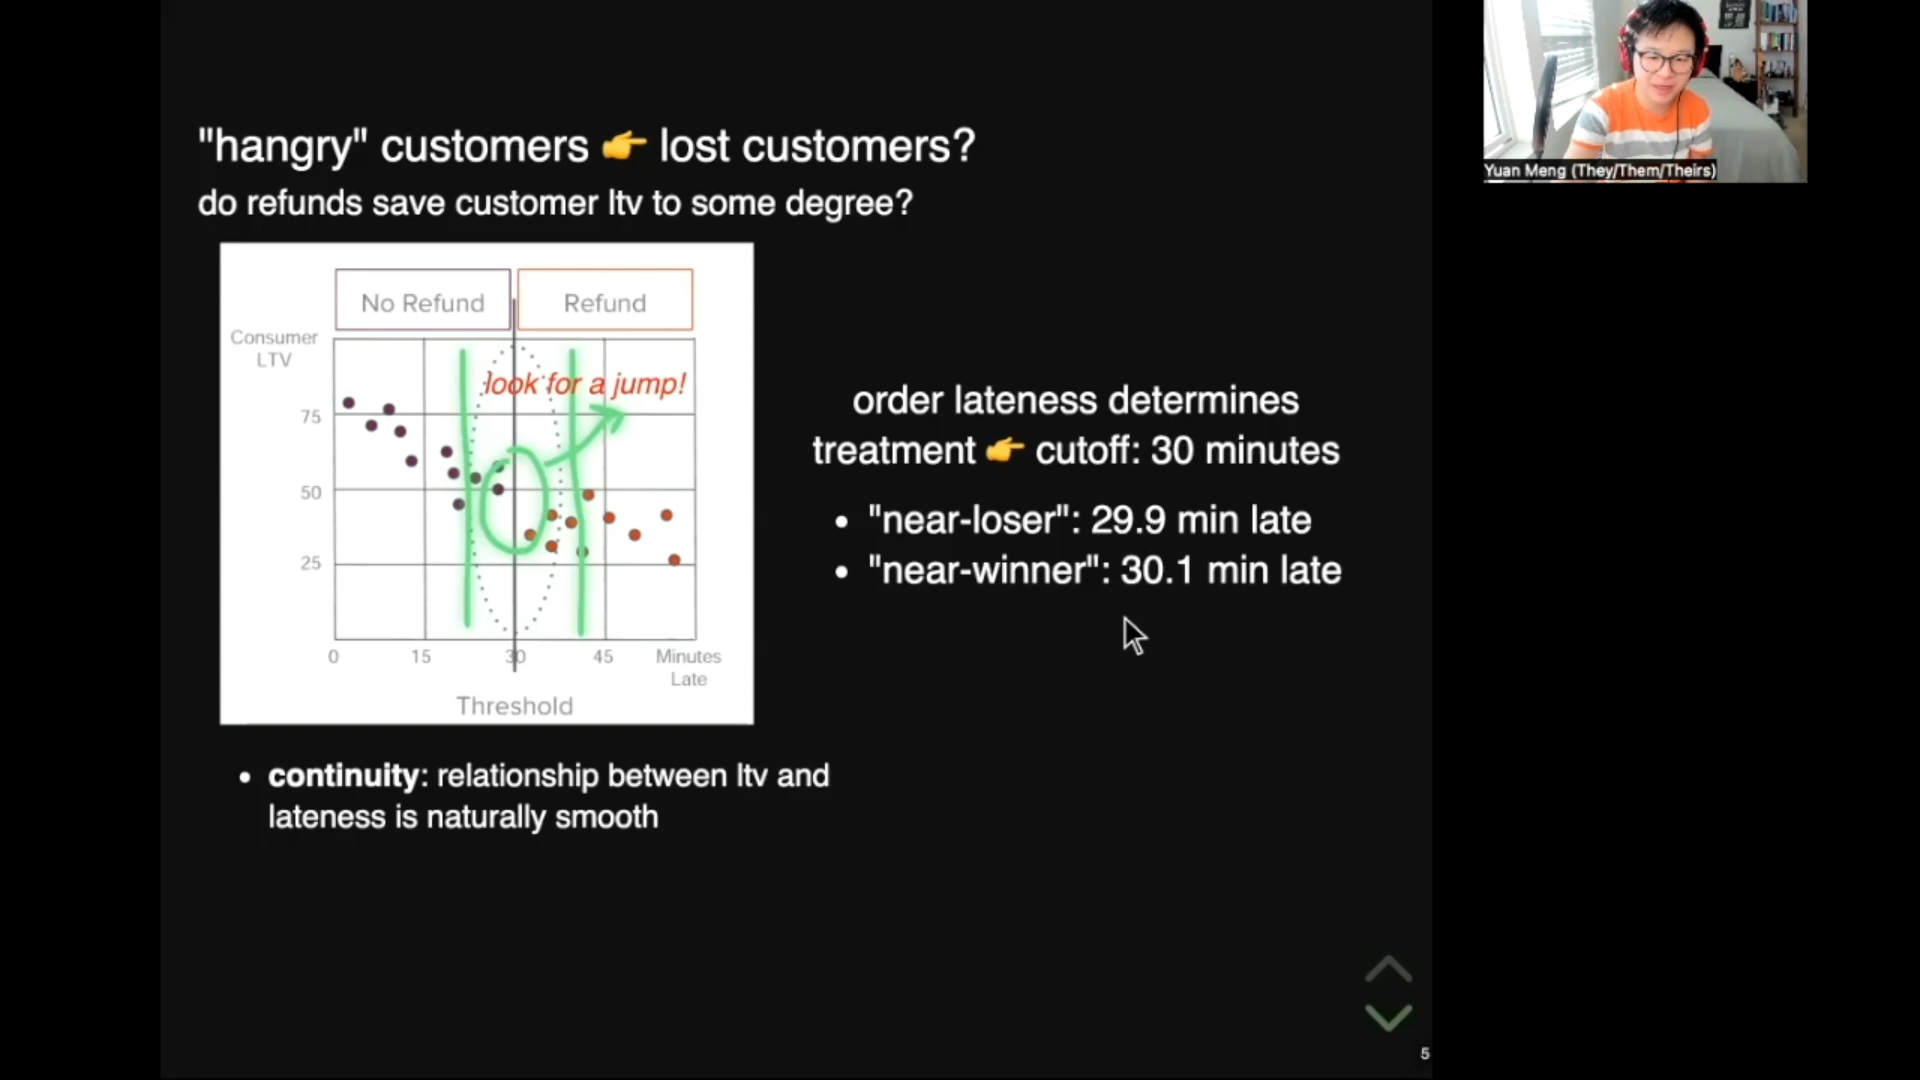 "hangry" customers 👉 lost customers?
do refunds save customer ltv to some degree?
No Refund
Refund
Consumer
LTV
look for a jump!
75
50
25
0
15
30
45
Minutes
Late
Threshold
order lateness determines
treatment 👉 cutoff: 30 minutes
• "near-loser": 29.9 min late
• "near-winner": 30.1 min late
• continuity: relationship between ltv and
lateness is naturally smooth
5
Yuan Meng (They/Them/Theirs)